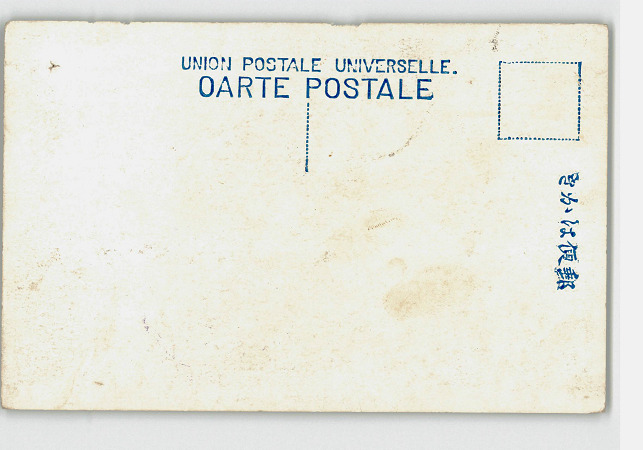 UNION POSTALE UNIVERSELLE.
OARTE POSTALE
郵便はかき